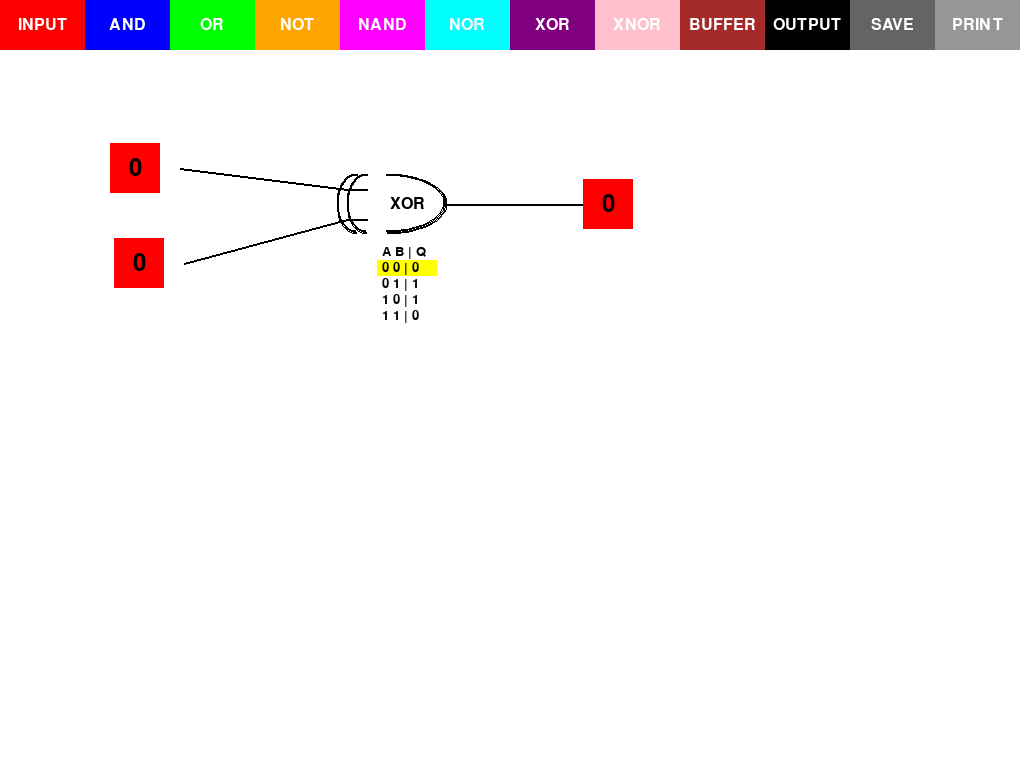 INPUT AND OR NOT NAND NOR XOR XNOR BUFFER OUTPUT SAVE PRINT
0
XOR
0
0
A B | Q
0 0 | 0
0 1 | 1
1 0 | 1
1 1 | 0